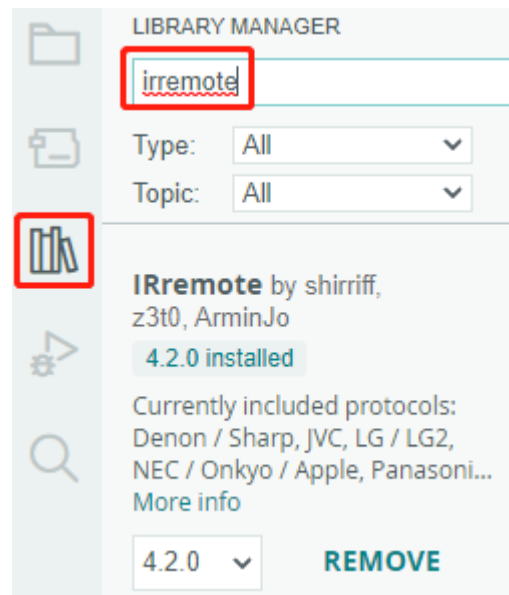 LIBRARY MANAGER
irremote
Type: All
Topic: All
IRremote by shirriff,
z3t0, ArminJo
4.2.0 installed
Currently included protocols:
Denon / Sharp, JVC, LG / LG2,
NEC / Onkyo / Apple, Panasoni...
More info
4.2.0 REMOVE